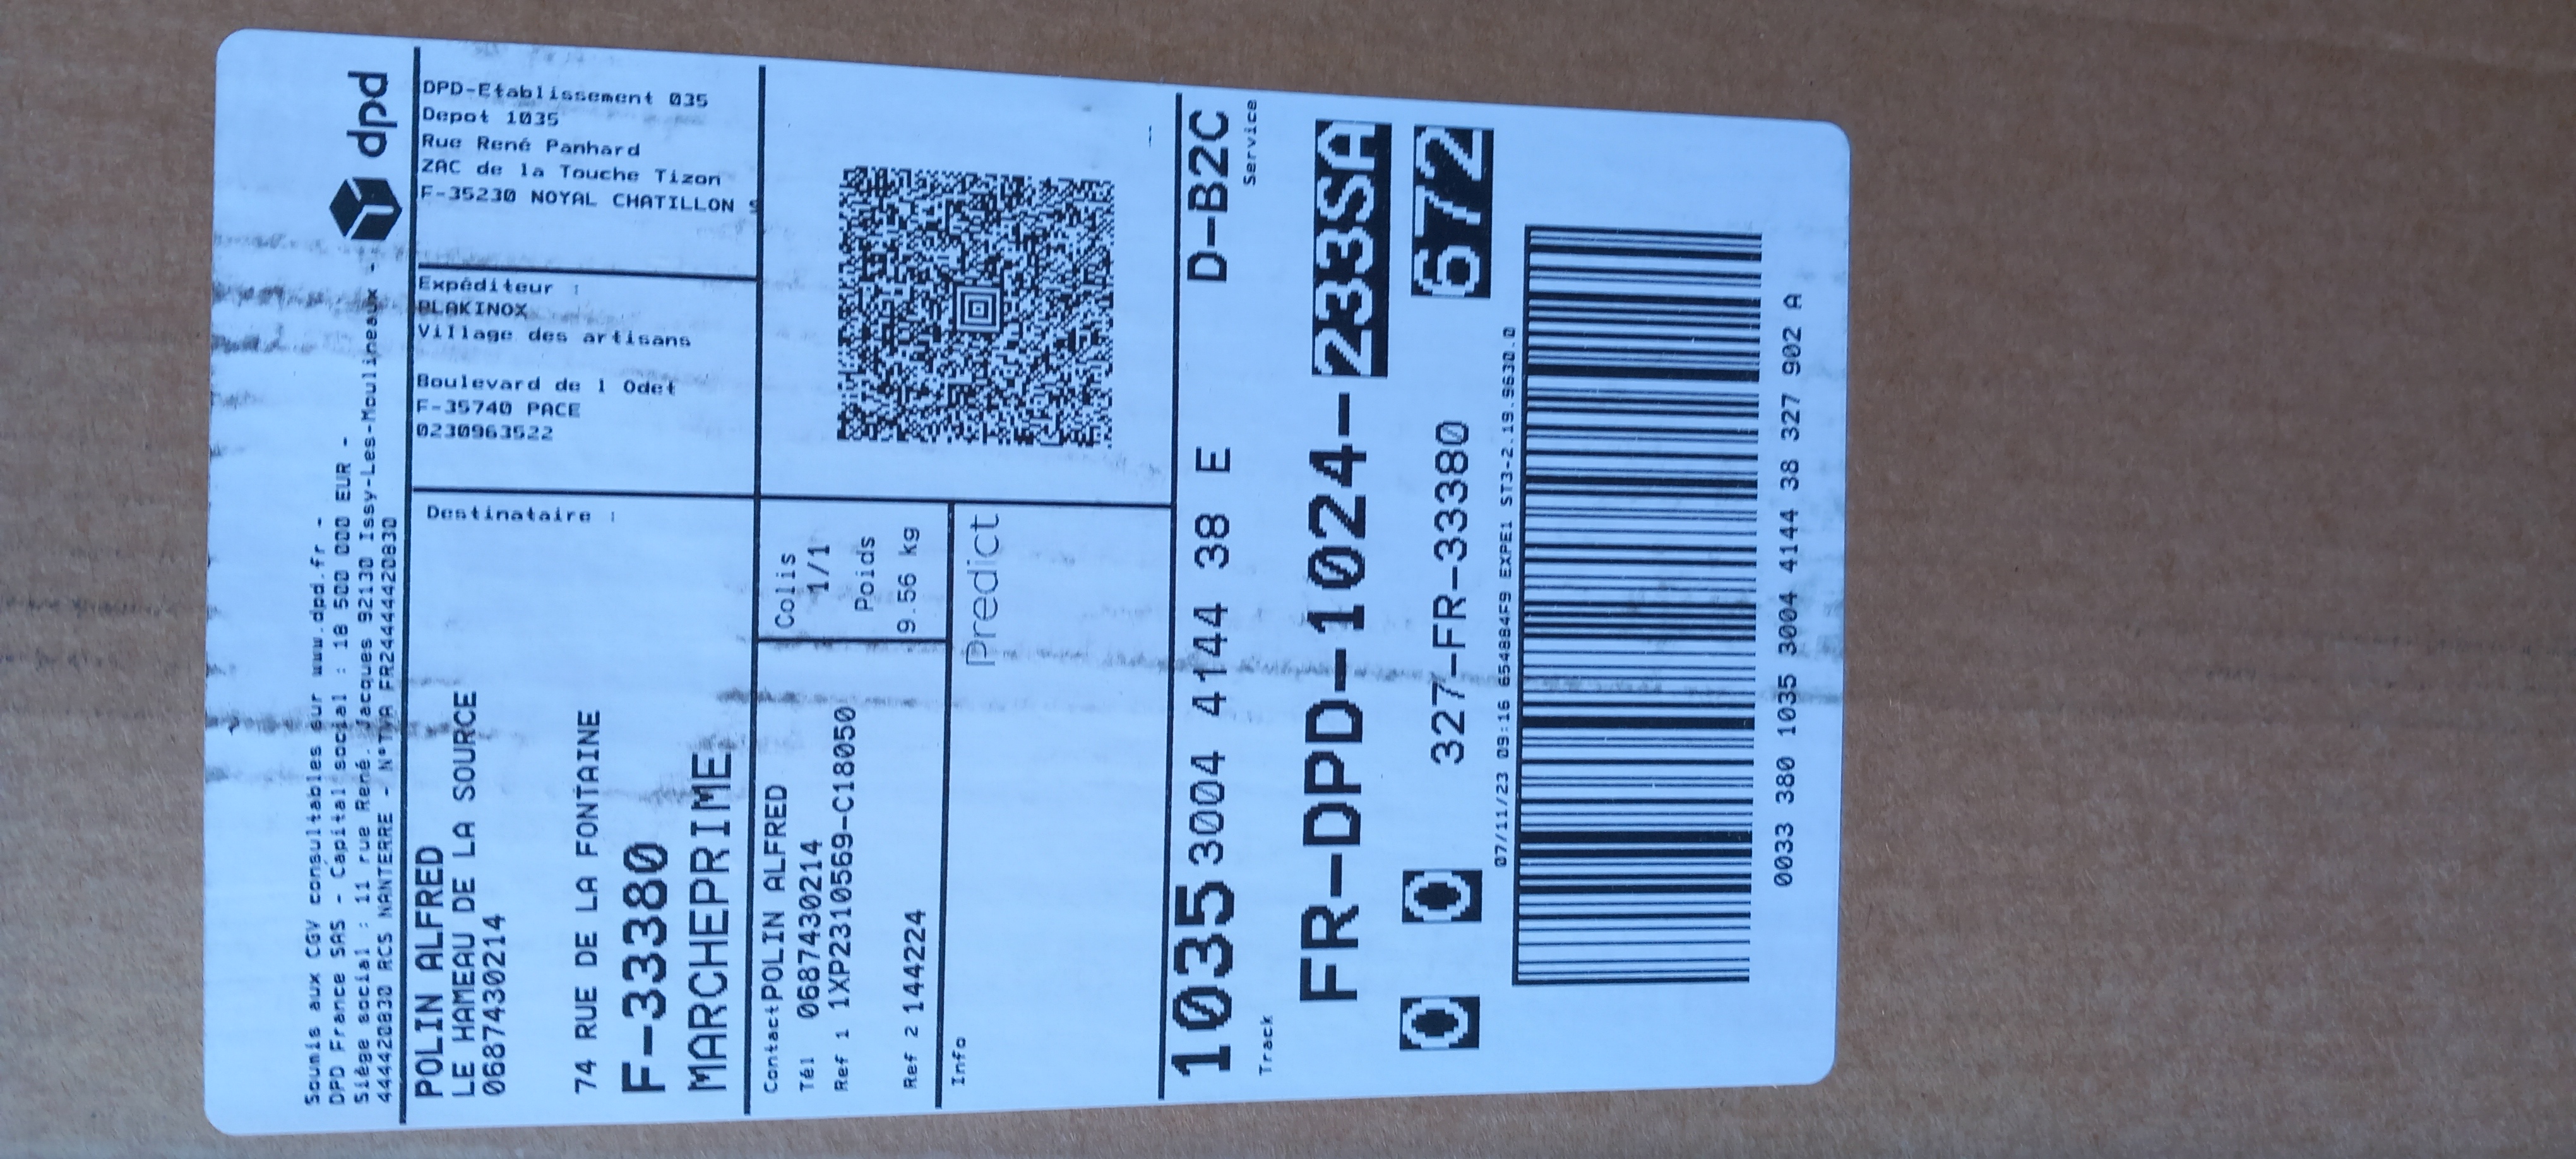 Soumis aux CGV consultables sur www.dpd.fr -
DPD France SAS - Capital social : 18 500 000 EUR -
Siège social : 11 rue René Jacques 92130 Issy-Les-Moulineaux -
444420830 RCS NANTERRE - N°TVA FR24444420830
dpd
POLIN ALFRED
LE HAMEAU DE LA SOURCE
0687430214
74 RUE DE LA FONTAINE
F-33380
MARCHEPRIME
Destinataire :
Expéditeur :
PLAKINOX
Village des artisans
Boulevard de l Odet
F-35740 PACE
0230963522
DPD-Etablissement 035
Depot 1035
Rue René Panhard
ZAC de la Touche Tizon
F-35230 NOYAL CHATILLON S
Contact POLIN ALFRED
Tél 0687430214
Ref 1 1XP2310569-C18050
Ref 2 144224
Colis
1/1
Poids
9.56 kg
Info
Predict
1035 3004 4144 38 E
D-B2C
Track
Service
FR-DPD-1024-233SA
0 0 327-FR-33380 672
07/11/23 09:16 654884F9 EXPE1 ST3-2.19.9630.0
0033 380 1035 3004 4144 38 327 902 A